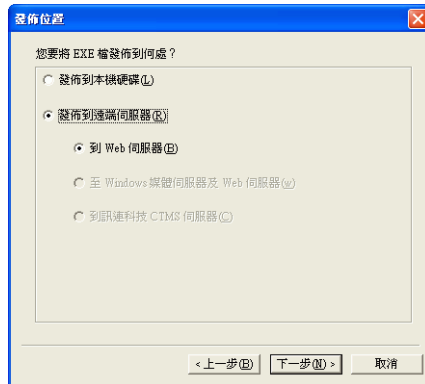 發佈位置
您要將 EXE 檔發佈到何處？
發佈到本機硬碟(L)
發佈到遠端伺服器(R)
到 Web 伺服器(B)
至 Windows 媒體伺服器及 Web 伺服器(w)
到訊連科技 CTMS 伺服器(C)
<上一步(B) 下一步(N)> 取消